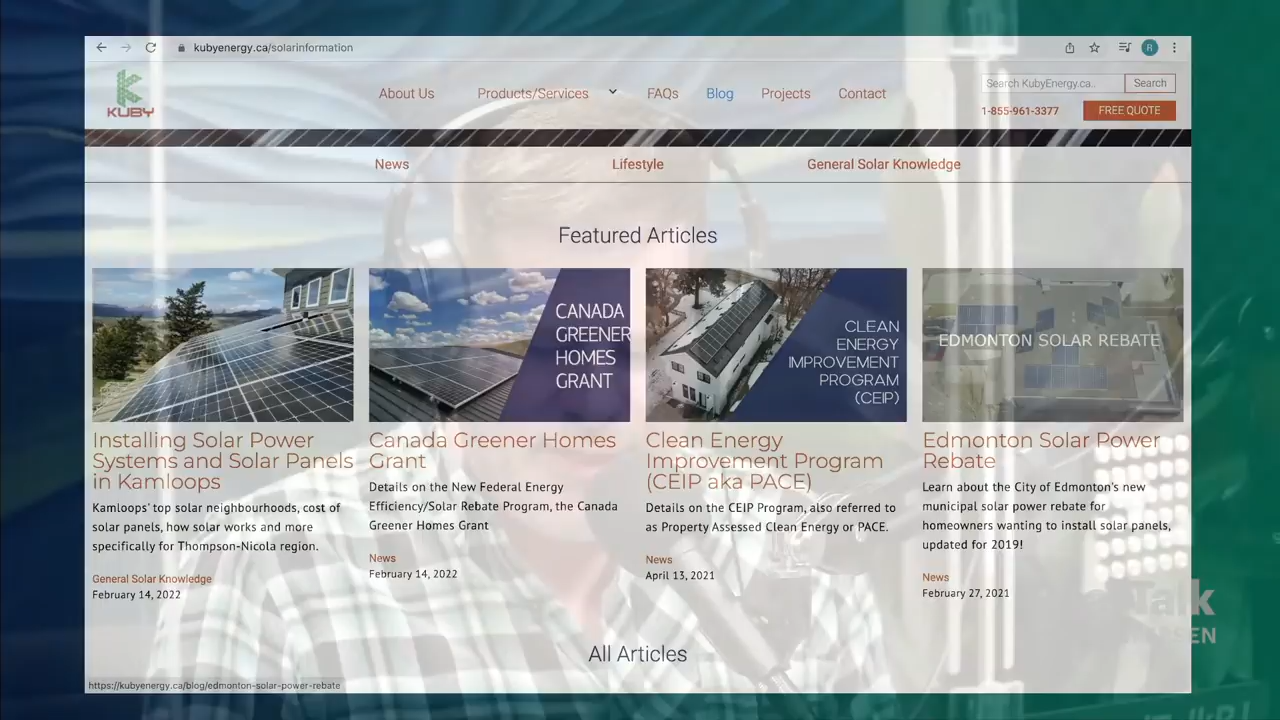 kubyenergy.ca/solarinformation
R
KUBY
About Us
Products/Services
FAQs
Blog
Projects
Contact
Search KubyEnergy.ca..
Search
1-855-961-3377
FREE QUOTE
News
Lifestyle
General Solar Knowledge
Featured Articles
CANADA
GREENER
HOMES
GRANT
CLEAN
ENERGY
IMPROVEMENT
PROGRAM
(CEIP)
EDMONTON SOLAR REBATE
Installing Solar Power
Systems and Solar Panels
in Kamloops
Kamloops' top solar neighbourhoods, cost of
solar panels, how solar works and more
specifically for Thompson-Nicola region.
General Solar Knowledge
February 14, 2022
Canada Greener Homes
Grant
Details on the New Federal Energy
Efficiency/Solar Rebate Program, the Canada
Greener Homes Grant
News
February 14, 2022
Clean Energy
Improvement Program
(CEIP aka PACE)
Details on the CEIP Program, also referred to
as Property Assessed Clean Energy or PACE.
News
April 13, 2021
Edmonton Solar Power
Rebate
Learn about the City of Edmonton's new
municipal solar power rebate for
homeowners wanting to install solar panels,
updated for 2019!
News
February 27, 2021
Talk
All Articles
https://kubyenergy.ca/blog/edmonton-solar-power-rebate